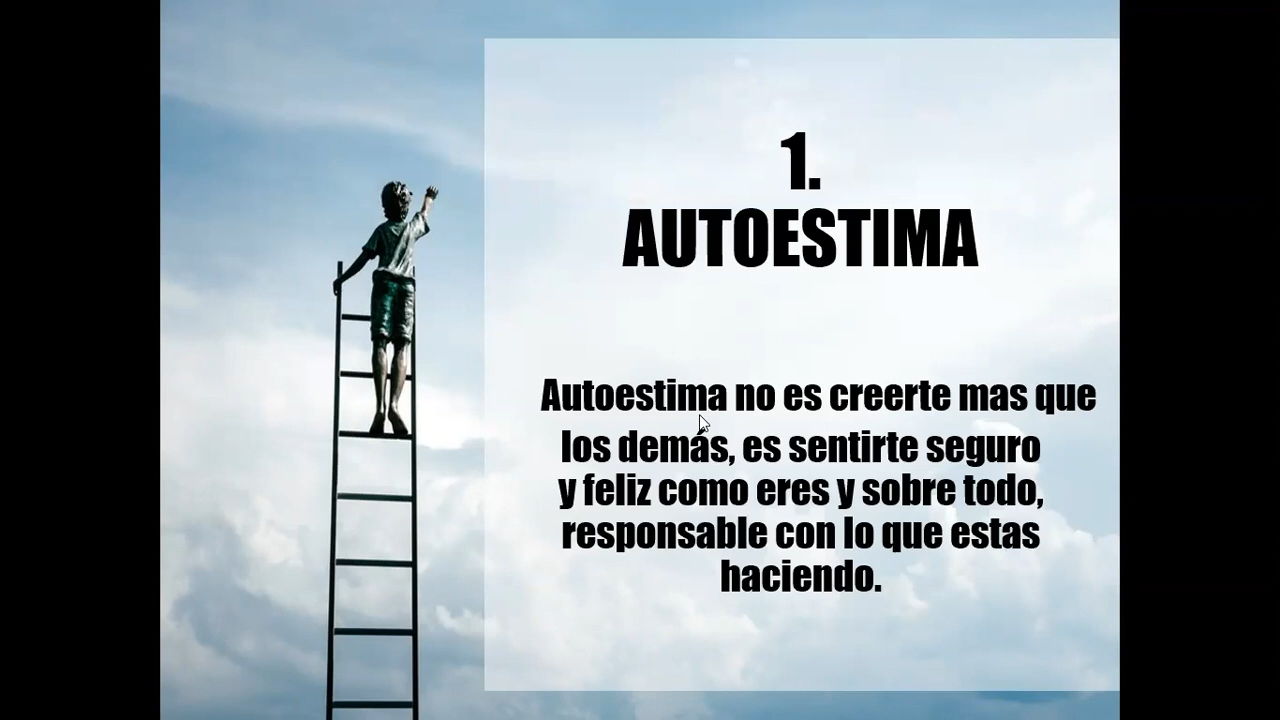 1.
AUTOESTIMA
Autoestima no es creerte mas que
los demás, es sentirte seguro
y feliz como eres y sobre todo,
responsable con lo que estas
haciendo.